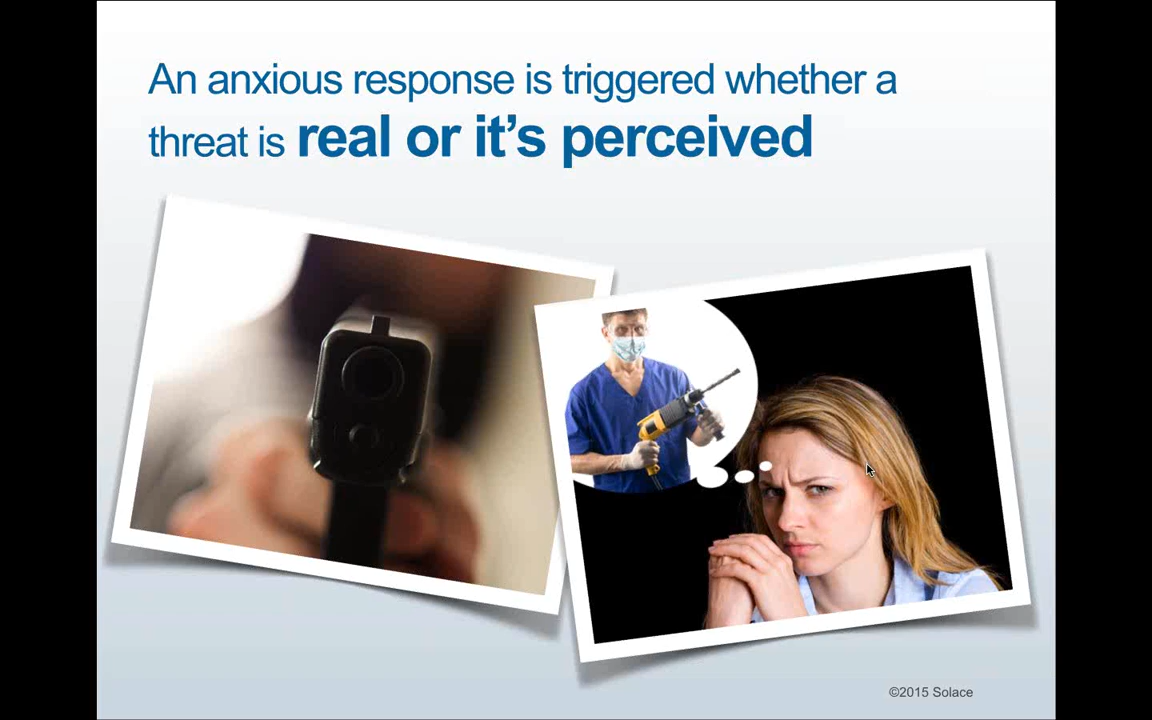 An anxious response is triggered whether a
threat is real or it's perceived
©2015 Solace